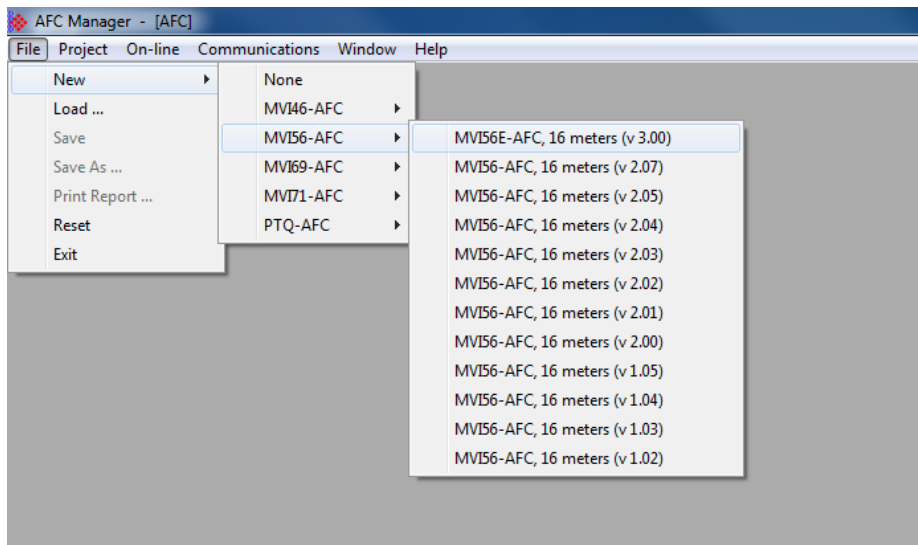 AFC Manager - [AFC]
File Project On-line Communications Window Help
New
Load ...
Save
Save As ...
Print Report ...
Reset
Exit
None
MVI46-AFC
MVI56-AFC
MVI69-AFC
MVI71-AFC
PTQ-AFC
MVI56E-AFC, 16 meters (v 3.00)
MVI56-AFC, 16 meters (v 2.07)
MVI56-AFC, 16 meters (v 2.05)
MVI56-AFC, 16 meters (v 2.04)
MVI56-AFC, 16 meters (v 2.03)
MVI56-AFC, 16 meters (v 2.02)
MVI56-AFC, 16 meters (v 2.01)
MVI56-AFC, 16 meters (v 2.00)
MVI56-AFC, 16 meters (v 1.05)
MVI56-AFC, 16 meters (v 1.04)
MVI56-AFC, 16 meters (v 1.03)
MVI56-AFC, 16 meters (v 1.02)